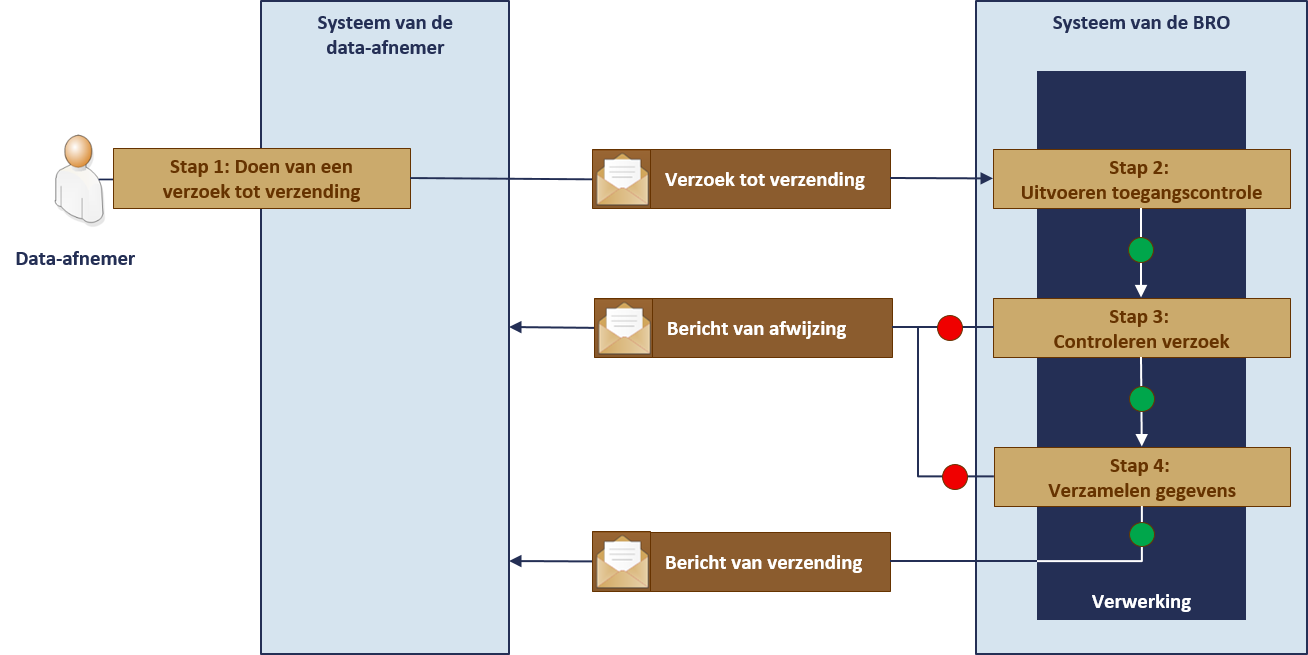 Systeem van de
data-afnemer
Systeem van de BRO
Stap 1: Doen van een
verzoek tot verzending
Verzoek tot verzending
Stap 2:
Uitvoeren toegangscontrole
Data-afnemer
Bericht van afwijzing
Stap 3:
Controleren verzoek
Stap 4:
Verzamelen gegevens
Bericht van verzending
Verwerking